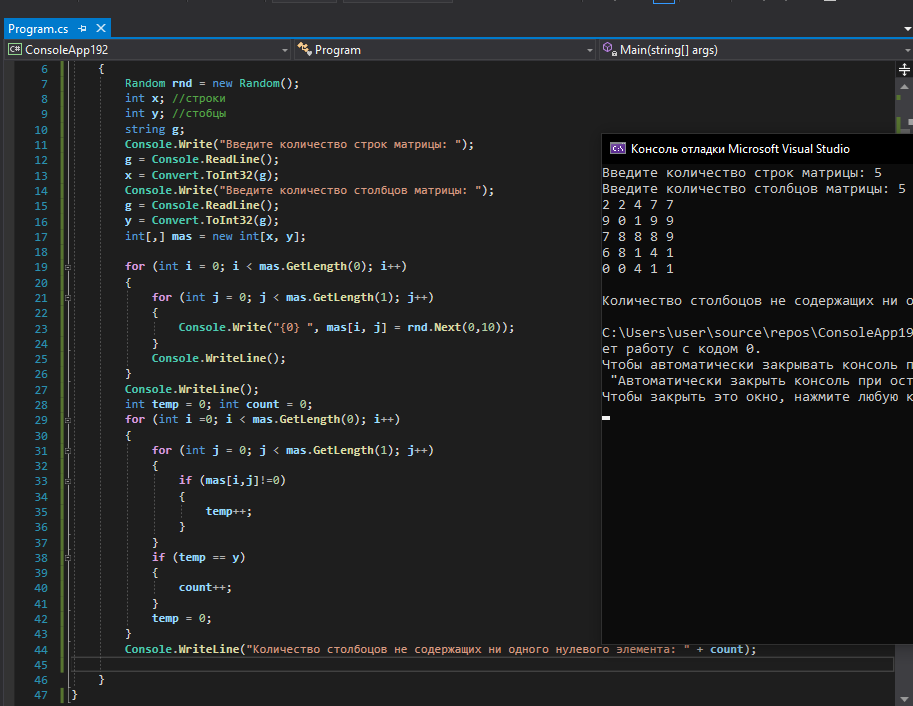 Program.cs
C# ConsoleApp192
Program
Main(string[] args)
6 {
7 Random rnd = new Random();
8 int x; //строки
9 int y; //стобцы
10 string g;
11 Console.Write("Введите количество строк матрицы: ");
12 g = Console.ReadLine();
13 x = Convert.ToInt32(g);
14 Console.Write("Введите количество столбцов матрицы: ");
15 g = Console.ReadLine();
16 y = Convert.ToInt32(g);
17 int[,] mas = new int[x, y];
18
19 for (int i = 0; i < mas.GetLength(0); i++)
20 {
21 for (int j = 0; j < mas.GetLength(1); j++)
22 {
23 Console.Write("{0} ", mas[i, j] = rnd.Next(0,10));
24 }
25 Console.WriteLine();
26 }
27 Console.WriteLine();
28 int temp = 0; int count = 0;
29 for (int i =0; i < mas.GetLength(0); i++)
30 {
31 for (int j = 0; j < mas.GetLength(1); j++)
32 {
33 if (mas[i,j]!=0)
34 {
35 temp++;
36 }
37 }
38 if (temp == y)
39 {
40 count++;
41 }
42 temp = 0;
43 }
44 Console.WriteLine("Количество столбоцов не содержащих ни одного нулевого элемента: " + count);
45
46 }
47 }
C:\ Консоль отладки Microsoft Visual Studio
Введите количество строк матрицы: 5
Введите количество столбцов матрицы: 5
2 2 4 7 7
9 0 1 9 9
7 8 8 8 9
6 8 1 4 1
0 0 4 1 1
Количество столбоцов не содержащих ни о
C:\Users\user\source\repos\ConsoleApp19
ет работу с кодом 0.
Чтобы автоматически закрывать консоль п
"Автоматически закрыть консоль при ост
Чтобы закрыть это окно, нажмите любую к